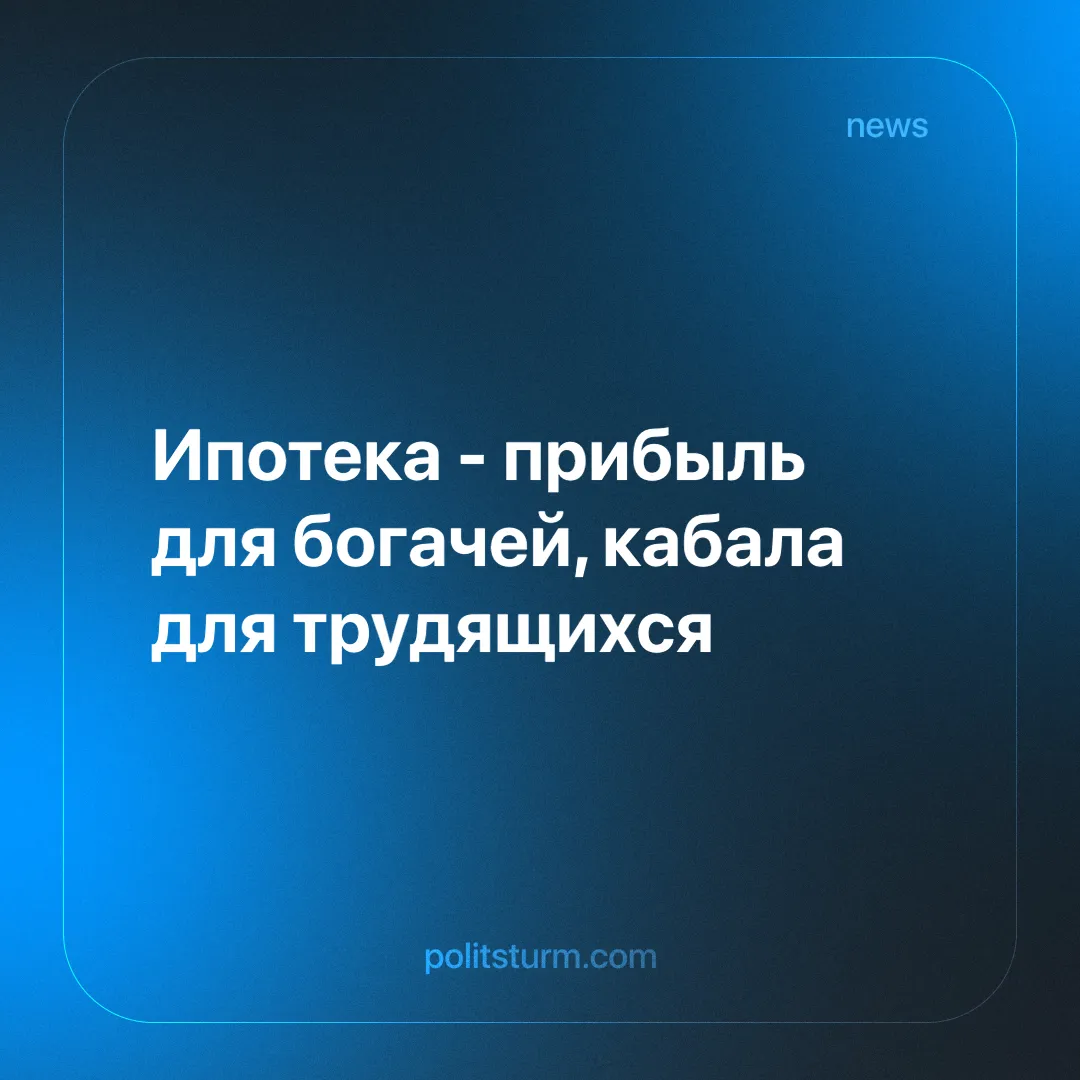 news
Ипотека - прибыль
для богачей, кабала
для трудящихся
politsturm.com